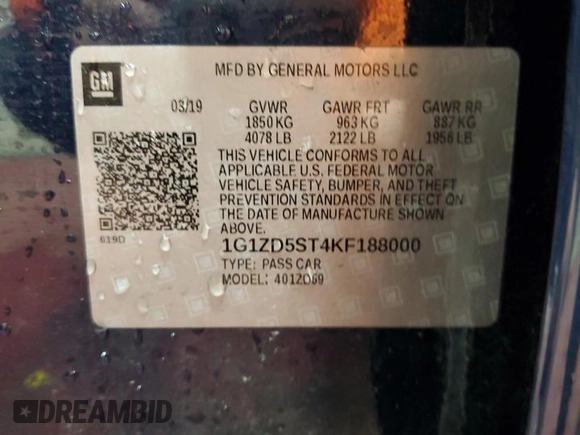 GM
MFD BY GENERAL MOTORS LLC
03/19 GVWR GAWR FRT GAWR RR
1850 KG 963 KG 887 KG
4078 LB 2122 LB 1956 LB
THIS VEHICLE CONFORMS TO ALL
APPLICABLE U.S. FEDERAL MOTOR
VEHICLE SAFETY, BUMPER, AND THEFT
PREVENTION STANDARDS IN EFFECT ON
THE DATE OF MANUFACTURE SHOWN
ABOVE.
619D
1G1ZD5ST4KF188000
TYPE: PASS CAR
MODEL: 401ZD69
DREAMBID